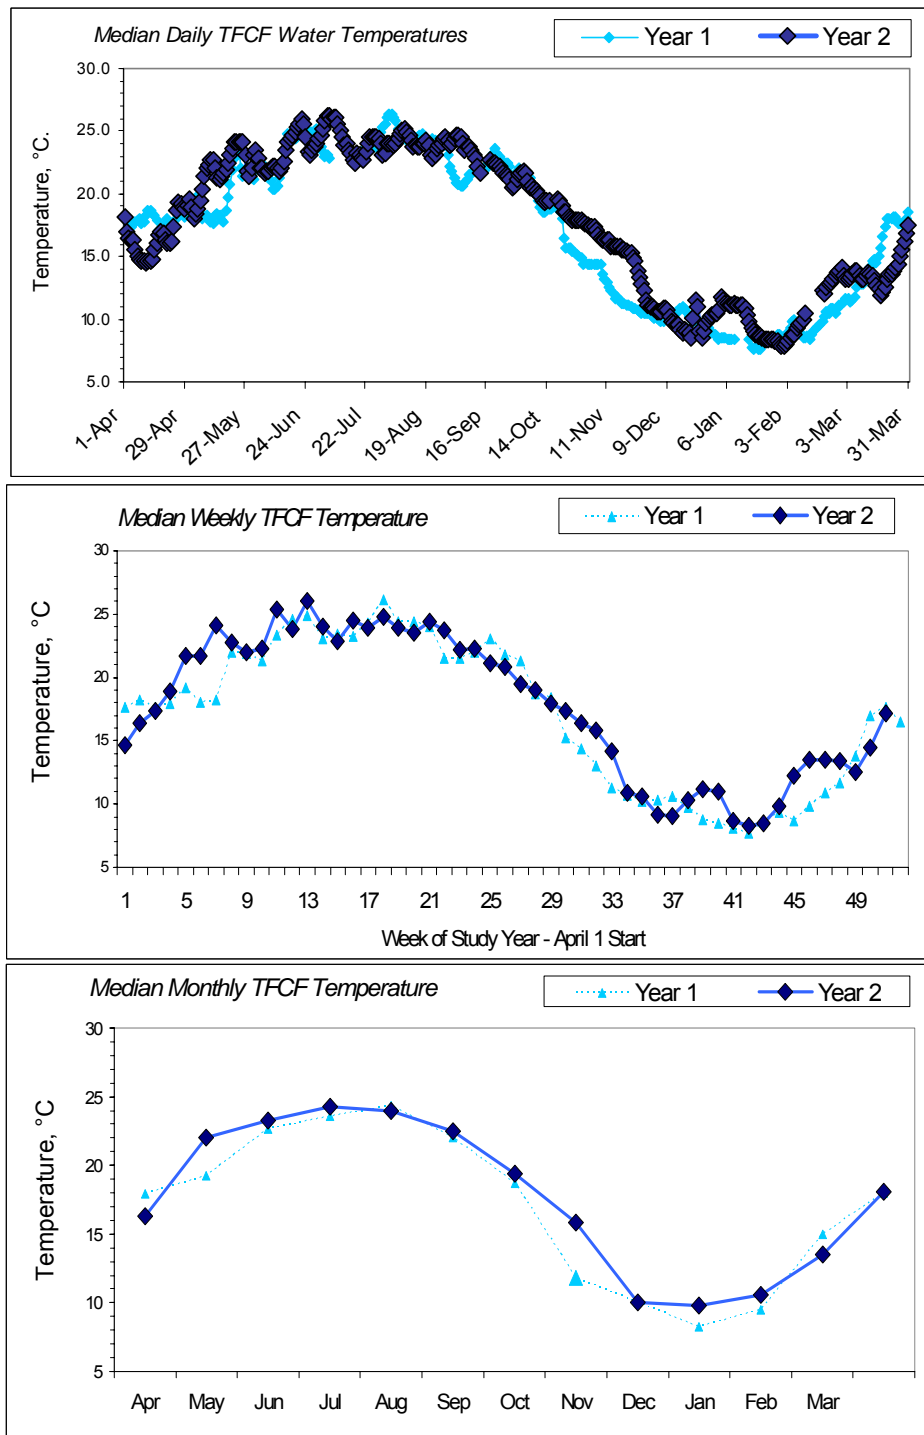 Median Daily TFCF Water Temperatures
Year 1
Year 2
30.0
25.0
20.0
15.0
10.0
5.0
Temperature, °C.
1-Apr
29-Apr
27-May
24-Jun
22-Jul
19-Aug
16-Sep
14-Oct
11-Nov
9-Dec
6-Jan
3-Feb
3-Mar
31-Mar
Median Weekly TFCF Temperature
Year 1
Year 2
30
25
20
15
10
5
Temperature, °C
1 5 9 13 17 21 25 29 33 37 41 45 49
Week of Study Year - April 1 Start
Median Monthly TFCF Temperature
Year 1
Year 2
30
25
20
15
10
5
Temperature, °C
Apr May Jun Jul Aug Sep Oct Nov Dec Jan Feb Mar